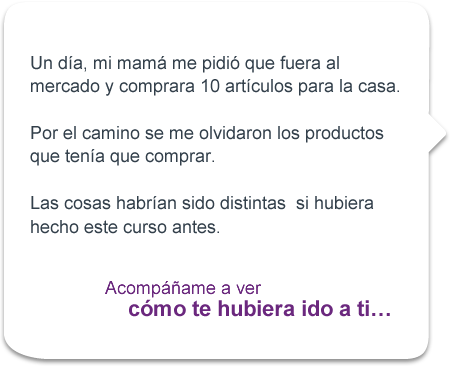 Un día, mi mamá me pidió que fuera al
mercado y comprara 10 artículos para la casa.
Por el camino se me olvidaron los productos
que tenía que comprar.
Las cosas habrían sido distintas  si hubiera
hecho este curso antes.
Acompáñame a ver
cómo te hubiera ido a ti…